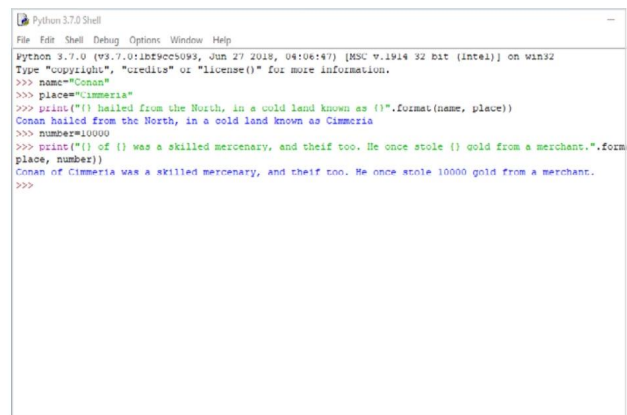 Python 3.7.0 Shell
File Edit Shell Debug Options Window Help
Python 3.7.0 (v3.7.0:1bf9cc5093, Jun 27 2018, 04:06:47) [MSC v.1914 32 bit (Intel)] on win32
Type "copyright", "credits" or "license()" for more information.
>>> name="Conan"
>>> place="Cimmeria"
>>> print("{} hailed from the North, in a cold land known as {}".format(name, place))
Conan hailed from the North, in a cold land known as Cimmeria
>>> number=10000
>>> print("{} of {} was a skilled mercenary, and theif too. He once stole {} gold from a merchant.".form
place, number))
Conan of Cimmeria was a skilled mercenary, and theif too. He once stole 10000 gold from a merchant.
>>>